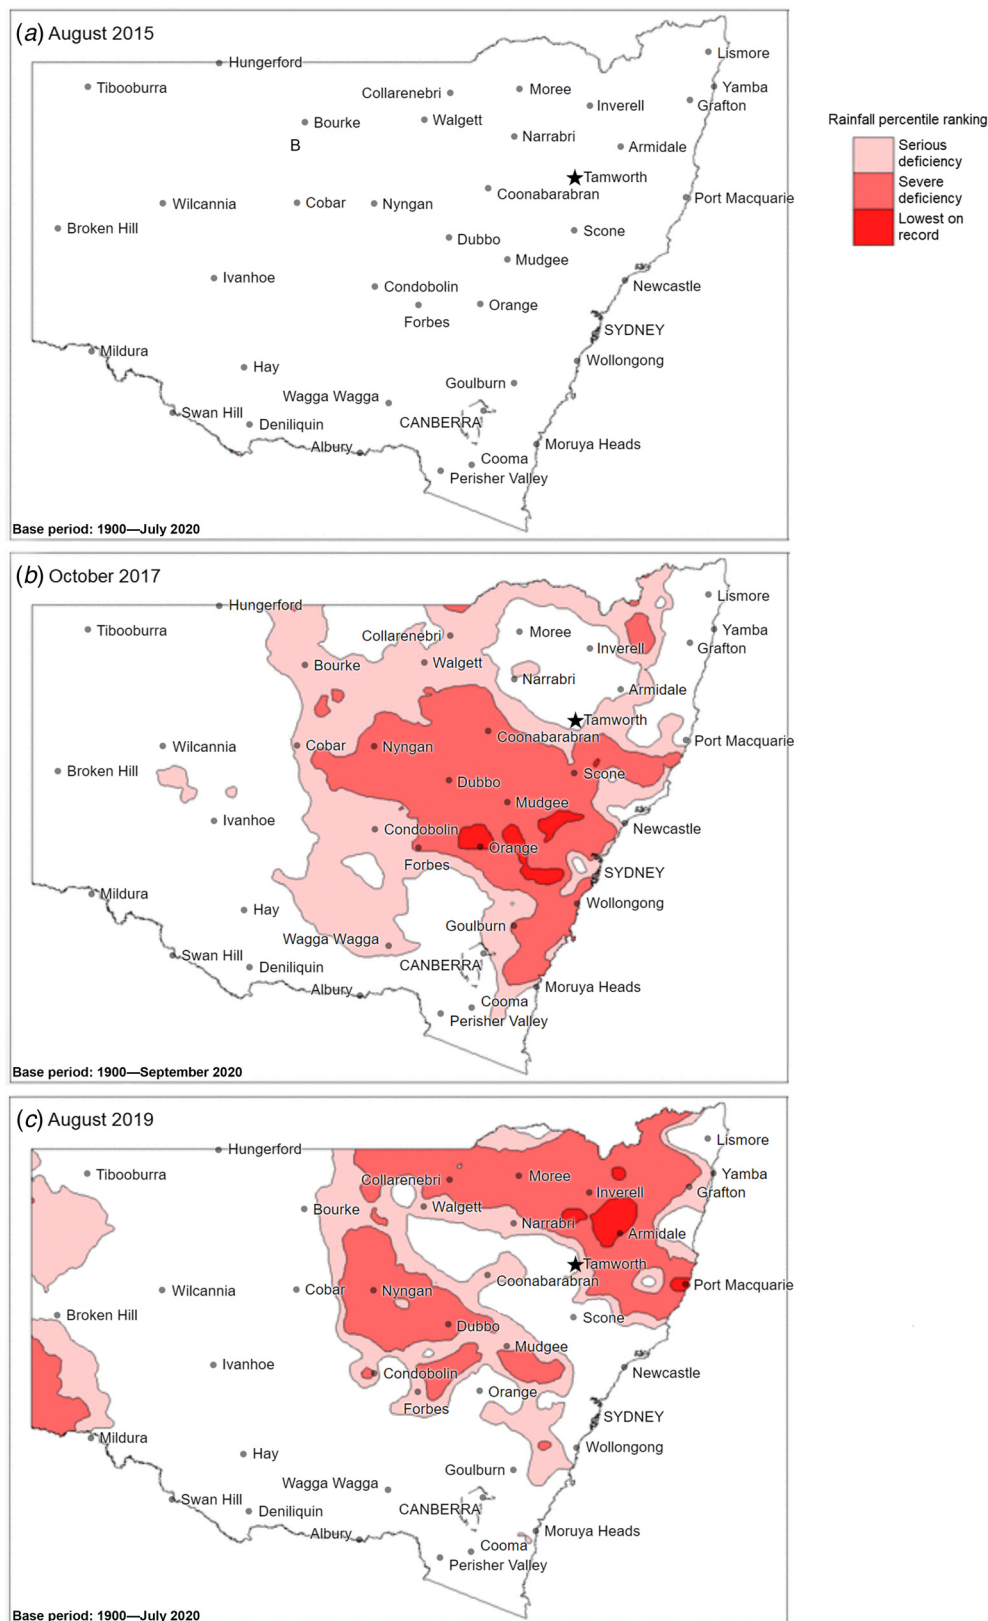 (a) August 2015
Lismore
Hungerford
Tibooburra
Collarenebri
Moree
Yamba
Inverell
Grafton
Bourke
Walgett
Narrabri
B
Armidale
Tamworth
Coonabarabran
Port Macquarie
Wilcannia
Cobar
Nyngan
Broken Hill
Scone
Dubbo
Mudgee
Ivanhoe
Condobolin
Newcastle
Orange
Forbes
SYDNEY
Mildura
Wollongong
Hay
Goulburn
Wagga Wagga
Swan Hill
CANBERRA
Deniliquin
Albury
Moruya Heads
Cooma
Perisher Valley
Base period: 1900—July 2020
Rainfall percentile ranking
Serious
deficiency
Severe
deficiency
Lowest on
record
(b) October 2017
Lismore
Hungerford
Tibooburra
Collarenebri
Moree
Yamba
Inverell
Grafton
Bourke
Walgett
Narrabri
Armidale
Tamworth
Coonabarabran
Port Macquarie
Wilcannia
Cobar
Nyngan
Broken Hill
Scone
Dubbo
Mudgee
Ivanhoe
Condobolin
Newcastle
Orange
Forbes
SYDNEY
Mildura
Wollongong
Hay
Goulburn
Wagga Wagga
Swan Hill
CANBERRA
Deniliquin
Albury
Moruya Heads
Cooma
Perisher Valley
Base period: 1900—September 2020
(c) August 2019
Lismore
Hungerford
Tibooburra
Collarenebri
Moree
Yamba
Inverell
Grafton
Bourke
Walgett
Narrabri
Armidale
Tamworth
Coonabarabran
Port Macquarie
Wilcannia
Cobar
Nyngan
Broken Hill
Scone
Dubbo
Mudgee
Ivanhoe
Condobolin
Newcastle
Orange
Forbes
SYDNEY
Mildura
Wollongong
Hay
Goulburn
Wagga Wagga
Swan Hill
CANBERRA
Deniliquin
Albury
Moruya Heads
Cooma
Perisher Valley
Base period: 1900—July 2020